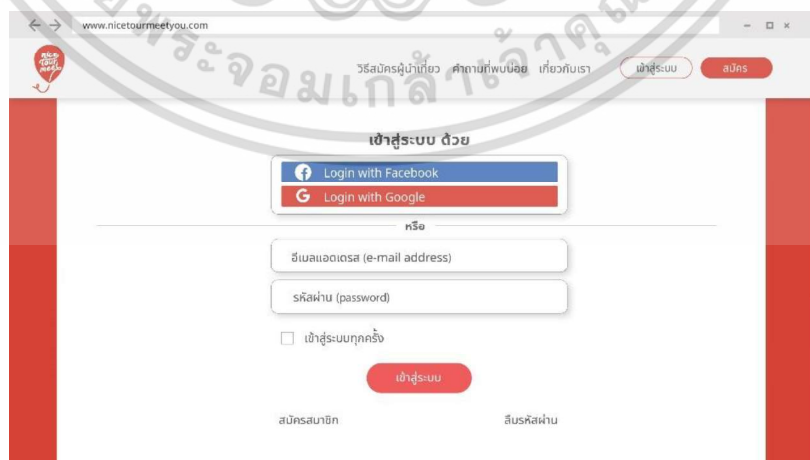 www.nicetourmeetyou.com
nice
tour
meetyou
วิธีสมัครผู้นำเที่ยว คำถามที่พบบ่อย เกี่ยวกับเรา เข้าสู่ระบบ สมัคร
เข้าสู่ระบบ ด้วย
Login with Facebook
Login with Google
หรือ
อีเมลแอดเดรส (e-mail address)
รหัสผ่าน (password)
เข้าสู่ระบบทุกครั้ง
เข้าสู่ระบบ
สมัครสมาชิก ลืมรหัสผ่าน